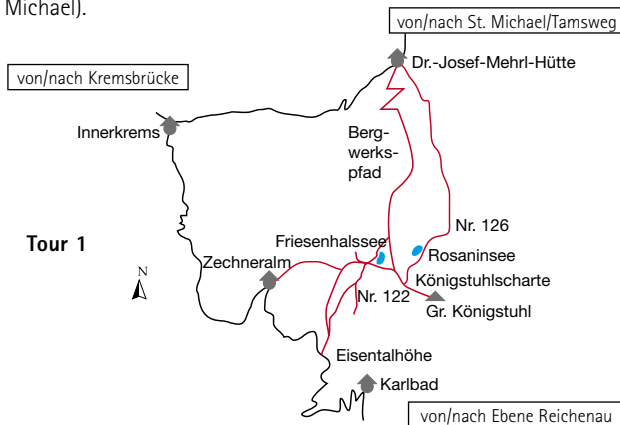 Michael).
von/nach St. Michael/Tamsweg
Dr.-Josef-Mehrl-Hütte
von/nach Kremsbrücke
Innerkrems
Berg-
werks-
pfad
Nr. 126
Tour 1
Friesenhalssee
Rosaninsee
Zechneralm
N
Königstuhlscharte
Nr. 122
Gr. Königstuhl
Eisentalhöhe
Karlbad
von/nach Ebene Reichenau